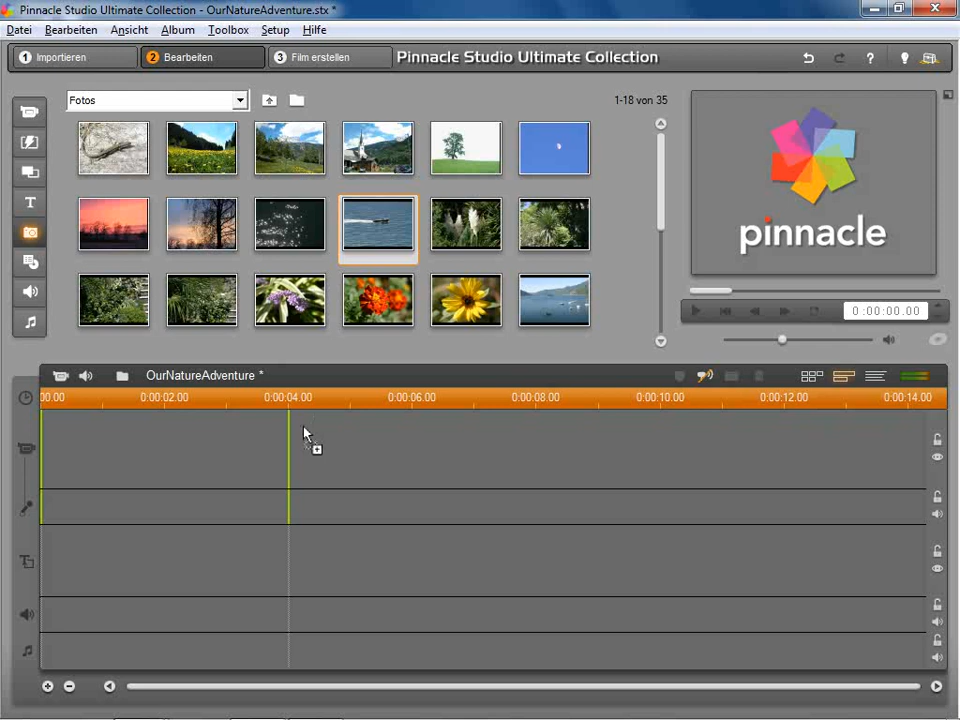 Pinnacle Studio Ultimate Collection - OurNatureAdventure.stx *
Datei Bearbeiten Ansicht Album Toolbox Setup Hilfe
1 Importieren 2 Bearbeiten 3 Film erstellen Pinnacle Studio Ultimate Collection ?
Fotos 1-18 von 35
T
pinnacle
0:00:00.00
OurNatureAdventure *
00.00 0:00:02.00 0:00:04.00 0:00:06.00 0:00:08.00 0:00:10.00 0:00:12.00 0:00:14.00